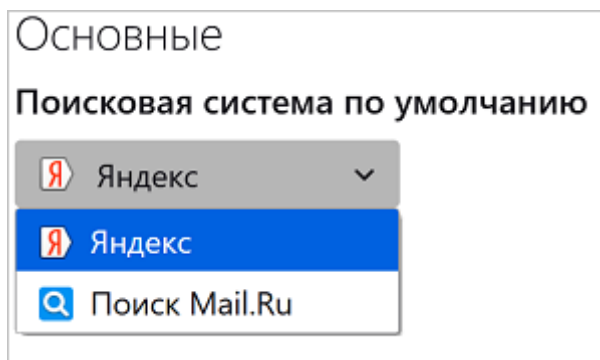 Основные
Поисковая система по умолчанию
Я Яндекс
Я Яндекс
Поиск Mail.Ru